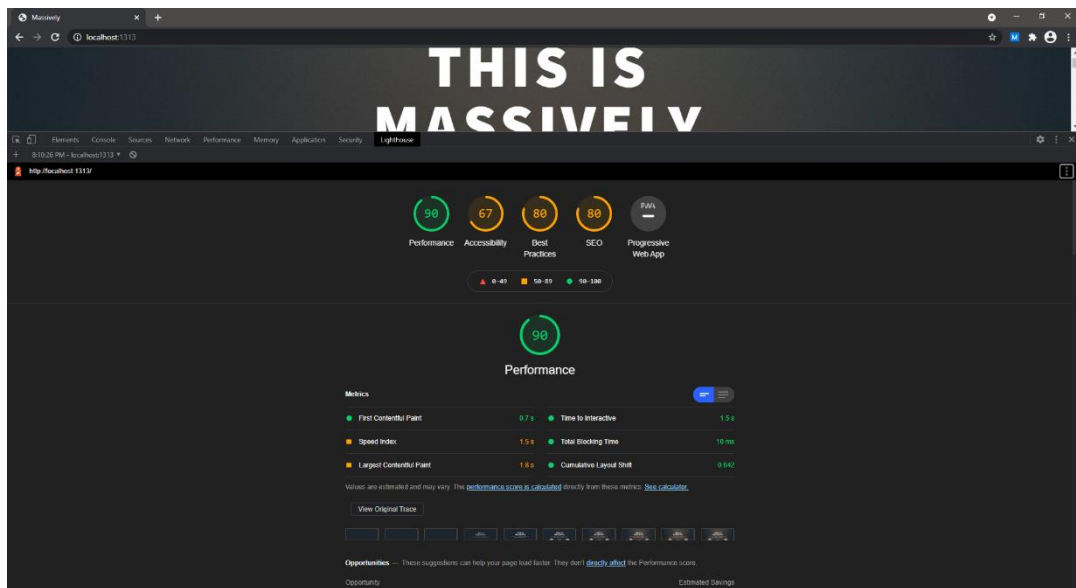 Massively
localhost:1313
THIS IS
MASSIVELY
Elements Console Sources Network Performance Memory Application Security Lighthouse
8:10:26 PM - localhost:1313
http://localhost:1313/
90 67 80 80 PWA
Performance Accessibility Best Practices SEO Progressive Web App
0-49 50-89 90-100
90
Performance
Metrics
First Contentful Paint 0.7 s Time to Interactive 1.5 s
Speed Index 1.5 s Total Blocking Time 10 ms
Largest Contentful Paint 1.8 s Cumulative Layout Shift 0.042
Values are estimated and may vary. The performance score is calculated directly from these metrics. See calculator.
View Original Trace
Opportunities — These suggestions can help your page load faster. They don't directly affect the Performance score.
Opportunity Estimated Savings